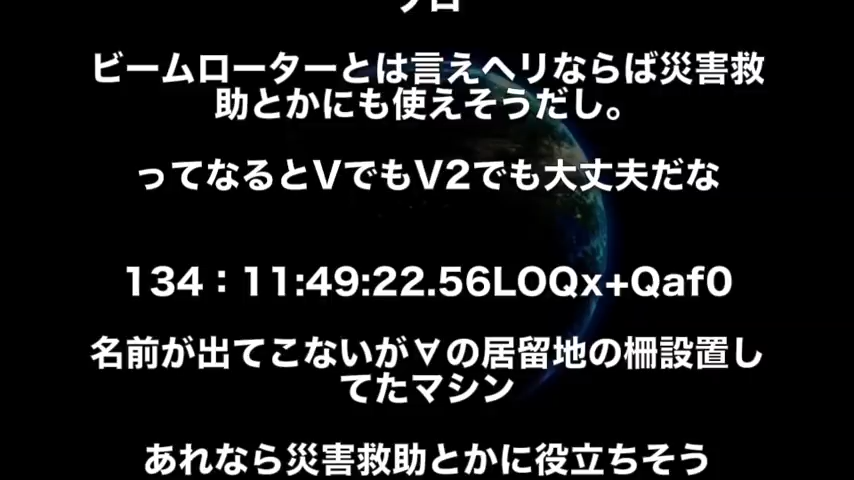 ゾロ
ビームローターとは言えヘリならば災害救
助とかにも使えそうだし。
ってなるとVでもV2でも大丈夫だな
134：11:49:22.56LOQx+Qaf0
名前が出てこないが∀の居留地の柵設置し
てたマシン
あれなら災害救助とかに役立ちそう